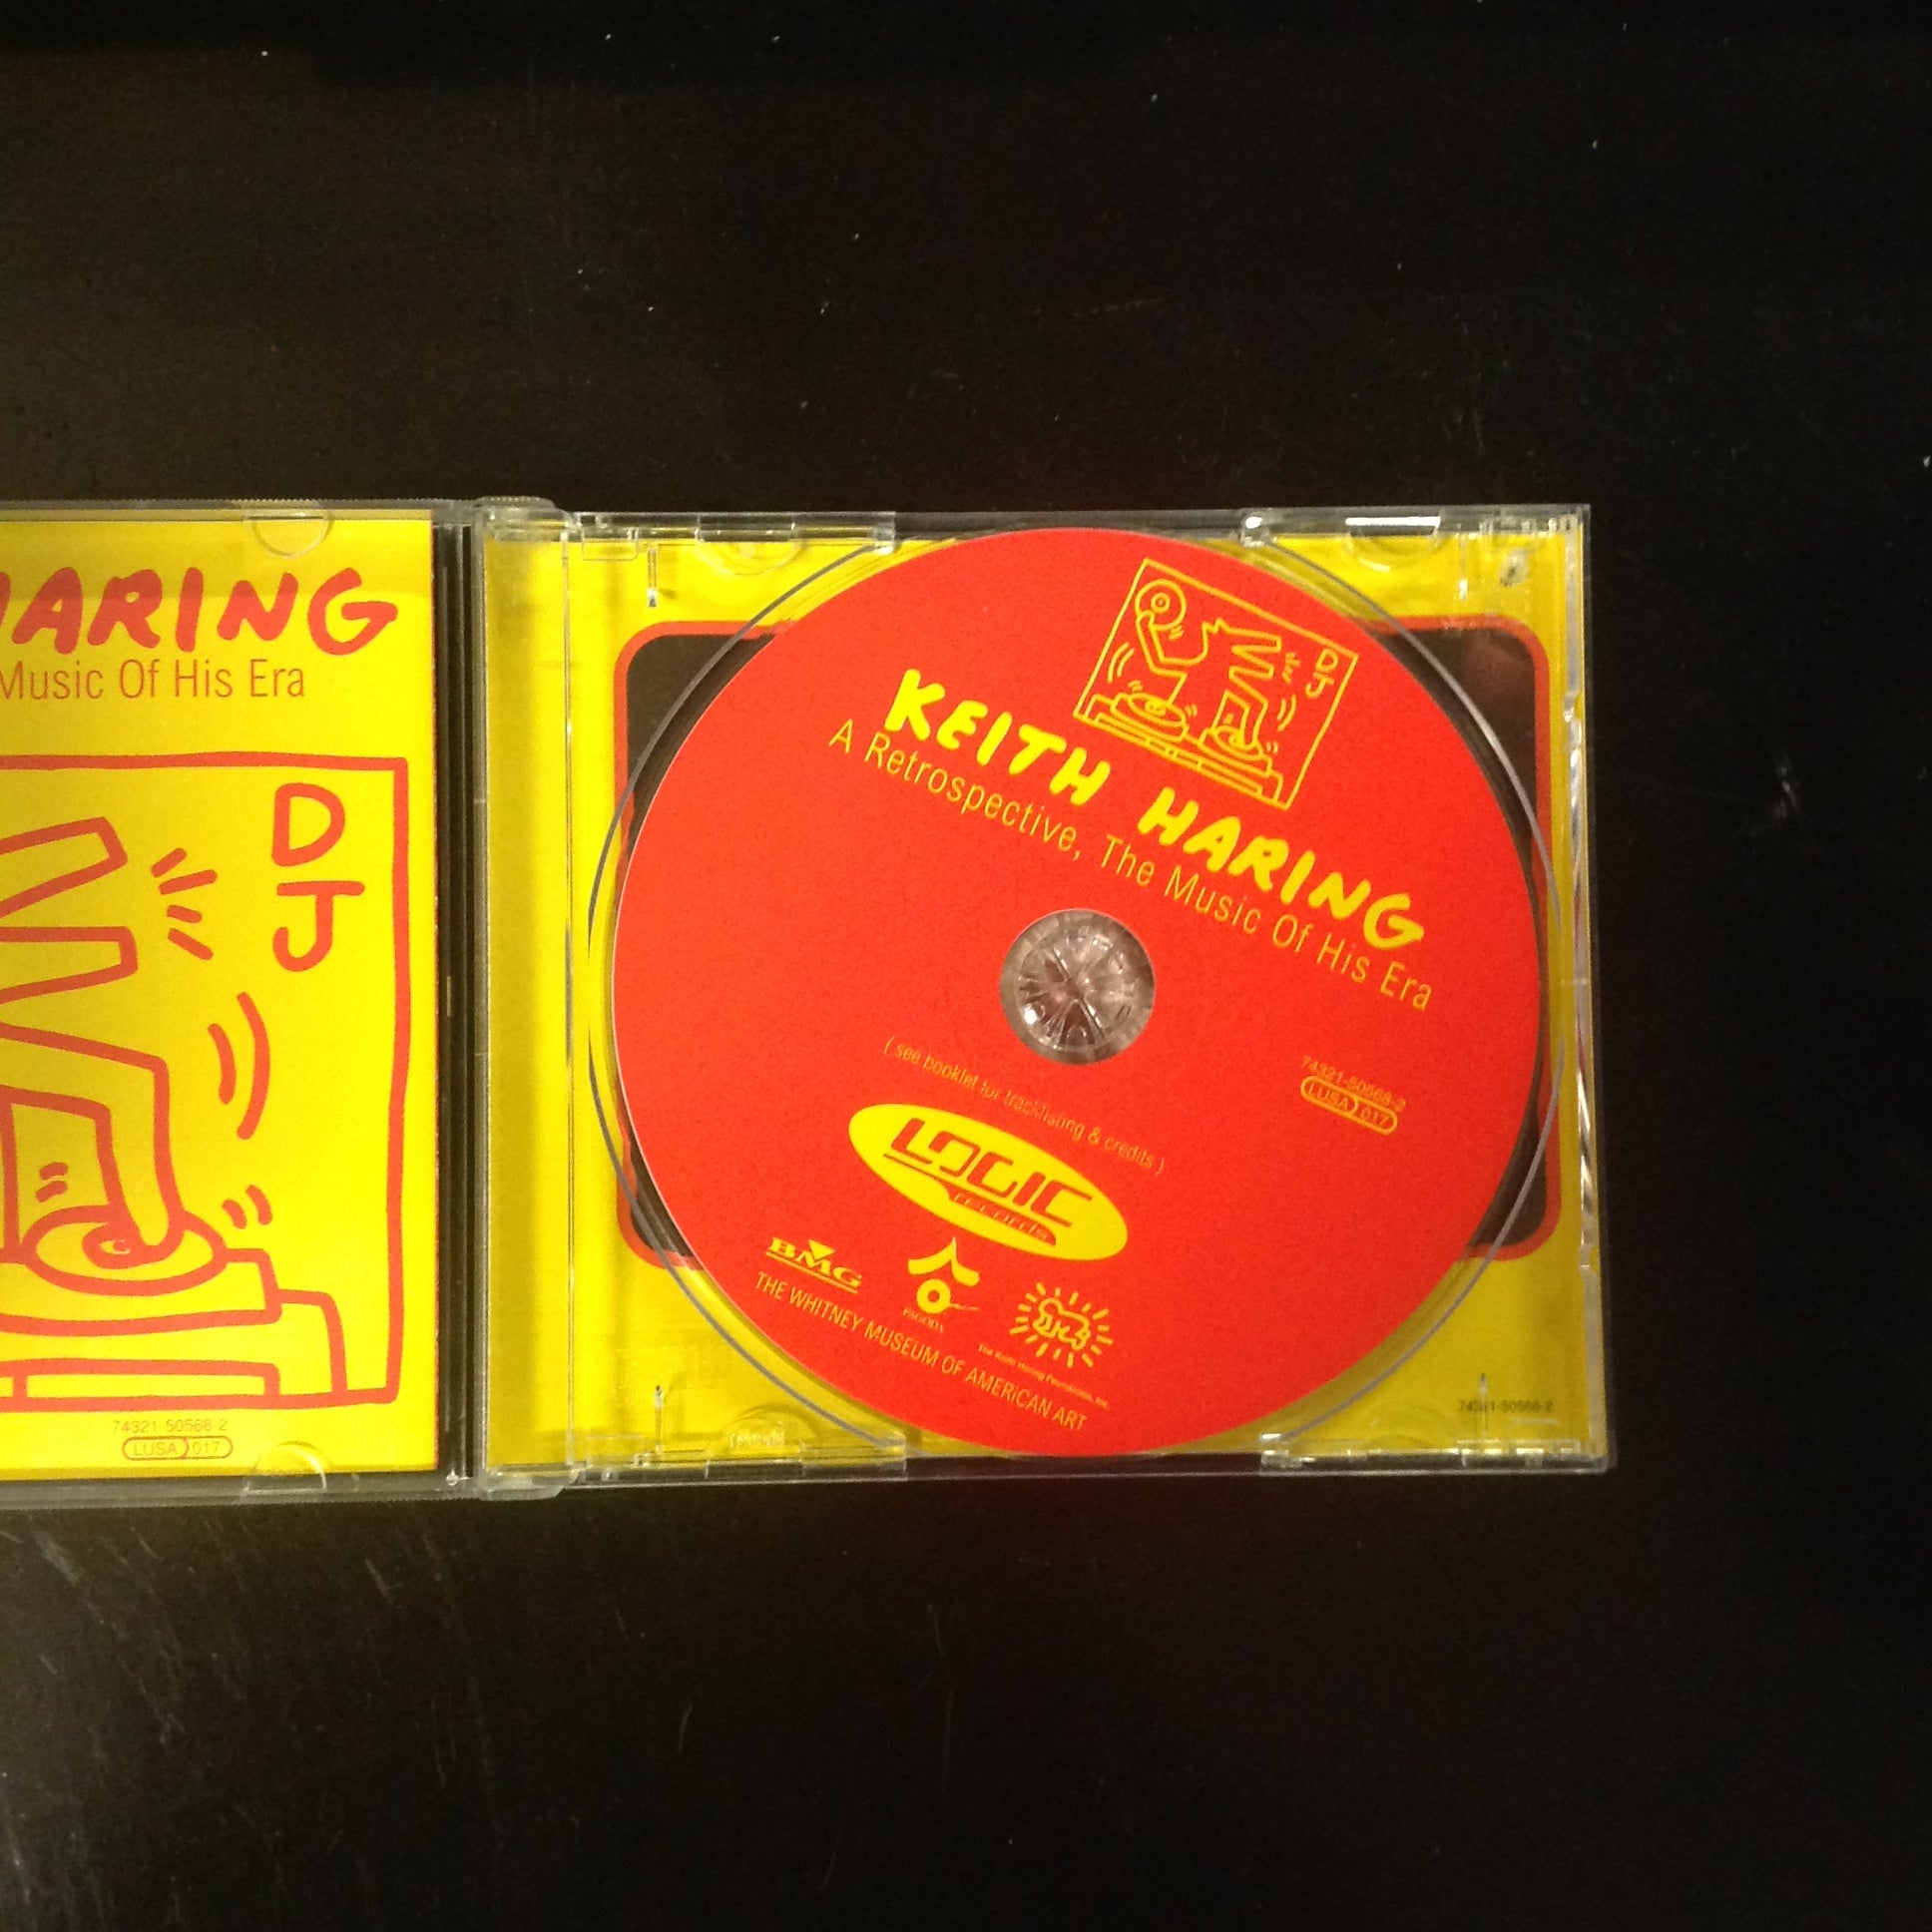 HARING
Music Of His Era
D
J
74321-50568-2
LUSA 017
D
J
KEITH HARING
A Retrospective, The Music Of His Era
74321-50568-2
LUSA 017
( see booklet for tracklisting & credits )
LOGIC
records
BMG
PAGODA
The Keith Haring Foundation, Inc.
THE WHITNEY MUSEUM OF AMERICAN ART
74321-50568-2